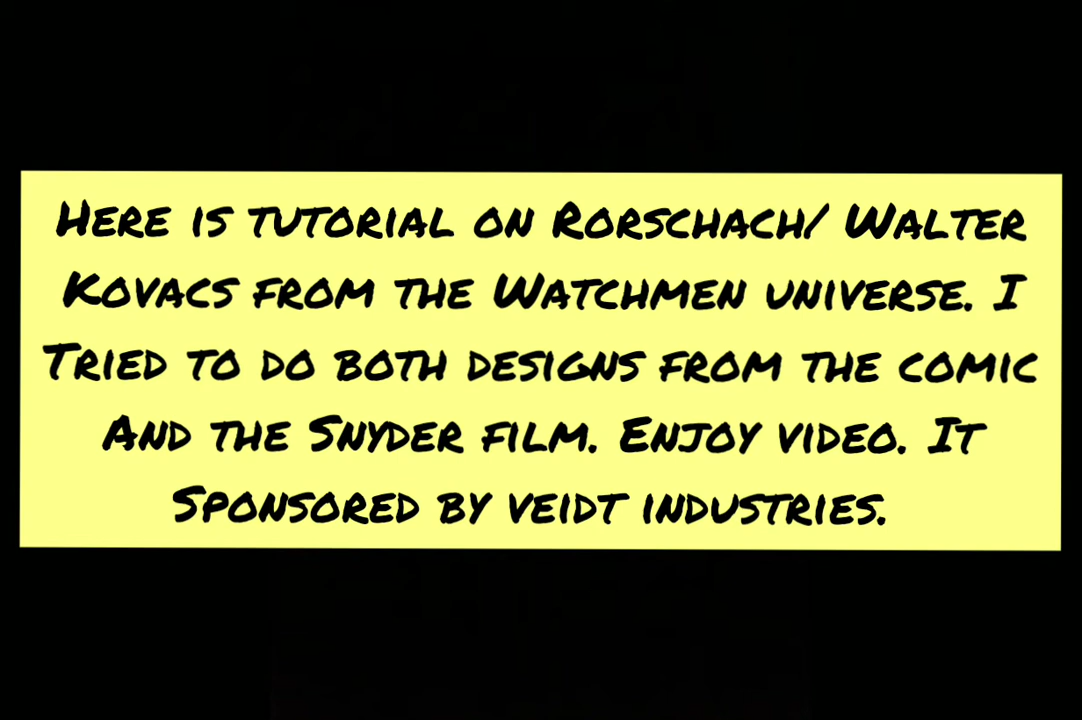 Here is tutorial on Rorschach/ Walter
Kovacs from the Watchmen universe. I
Tried to do both designs from the comic
And the Snyder film. Enjoy video. It
Sponsored by veidt industries.